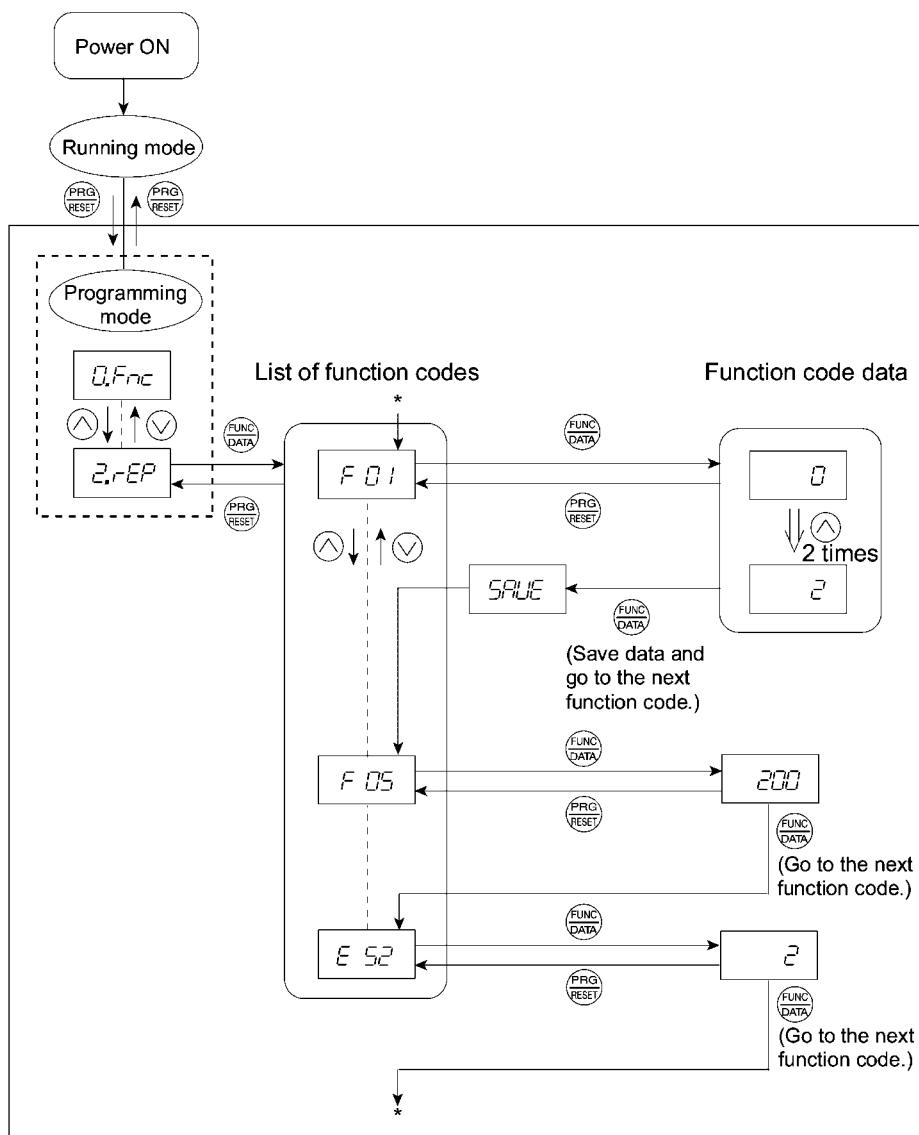 Power ON
Running mode
PRG
RESET
PRG
RESET
Programming
mode
0.Fnc
2.rEP
FUNC
DATA
PRG
RESET
List of function codes
*
F 01
FUNC
DATA
PRG
RESET
Function code data
0
2 times
2
SAVE
FUNC
DATA
(Save data and
go to the next
function code.)
F 05
FUNC
DATA
PRG
RESET
200
FUNC
DATA
(Go to the next
function code.)
E 52
FUNC
DATA
PRG
RESET
2
FUNC
DATA
(Go to the next
function code.)
*